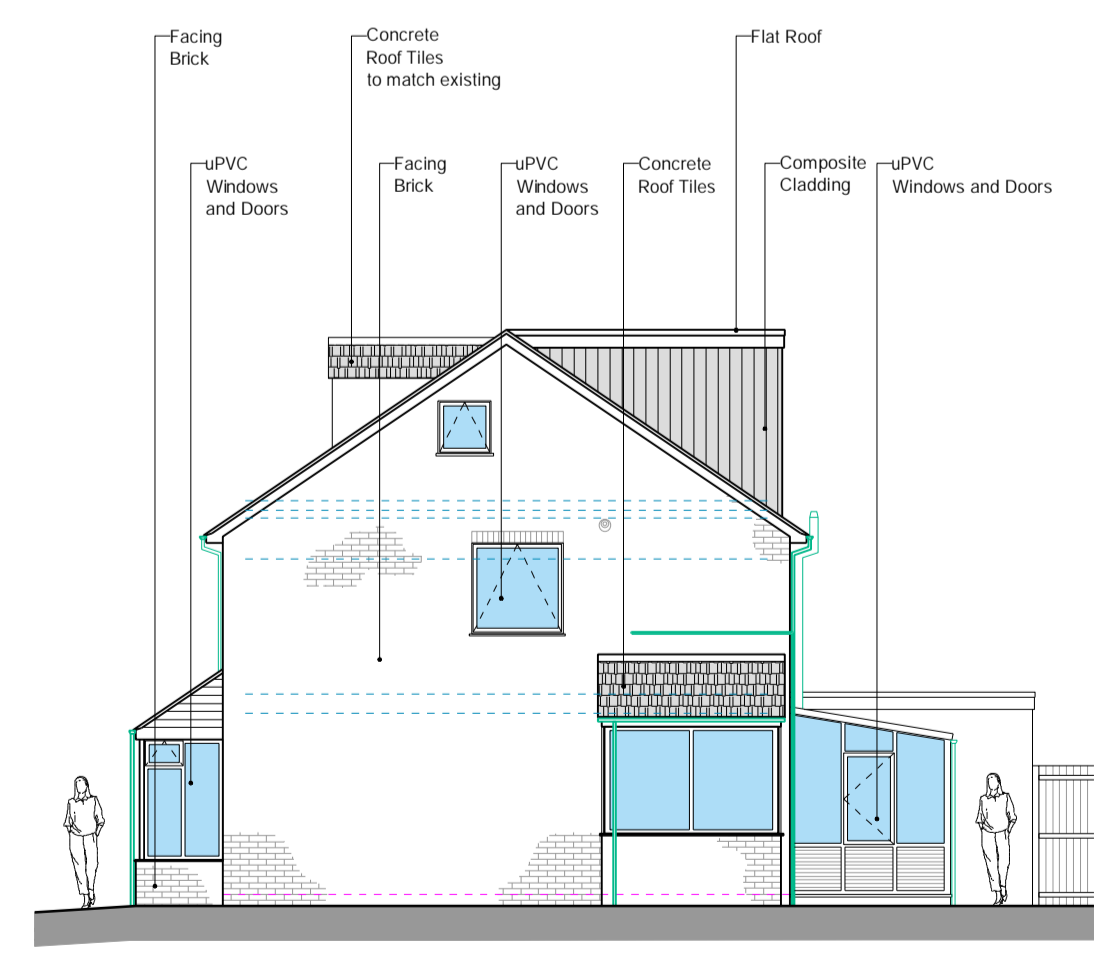 Facing
Brick
Concrete
Roof Tiles
to match existing
Flat Roof
uPVC
Windows
and Doors
Facing
Brick
uPVC
Windows
and Doors
Concrete
Roof Tiles
Composite
Cladding
uPVC
Windows and Doors